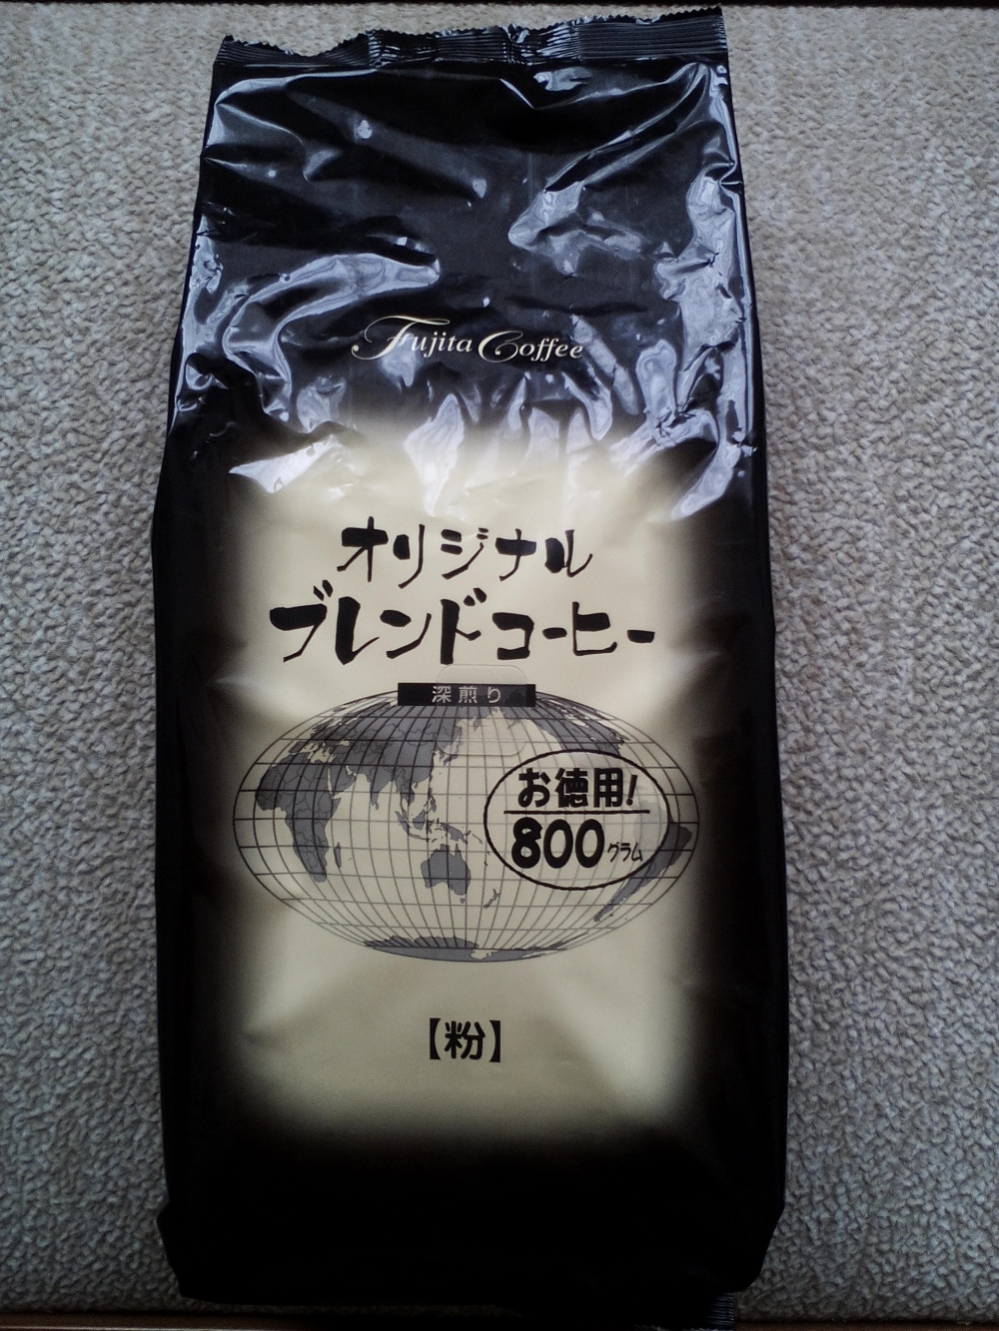 Fujita Coffee
オリジナル
ブレンドコーヒー
深煎り
お徳用!
800グラム
【粉】